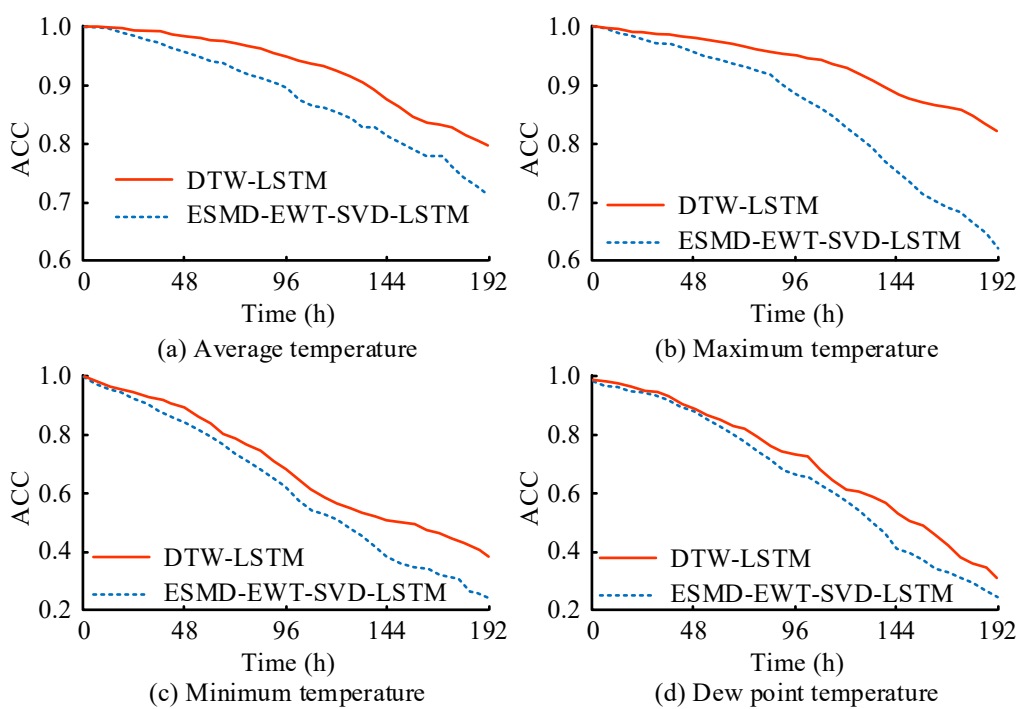 1.0
0.9
0.8
0.7
0.6
ACC
DTW-LSTM
ESMD-EWT-SVD-LSTM
0 48 96 144 192
Time (h)
(a) Average temperature
1.0
0.9
0.8
0.7
0.6
ACC
DTW-LSTM
ESMD-EWT-SVD-LSTM
0 48 96 144 192
Time (h)
(b) Maximum temperature
1.0
0.8
0.6
0.4
0.2
ACC
DTW-LSTM
ESMD-EWT-SVD-LSTM
0 48 96 144 192
Time (h)
(c) Minimum temperature
1.0
0.8
0.6
0.4
0.2
ACC
DTW-LSTM
ESMD-EWT-SVD-LSTM
0 48 96 144 192
Time (h)
(d) Dew point temperature